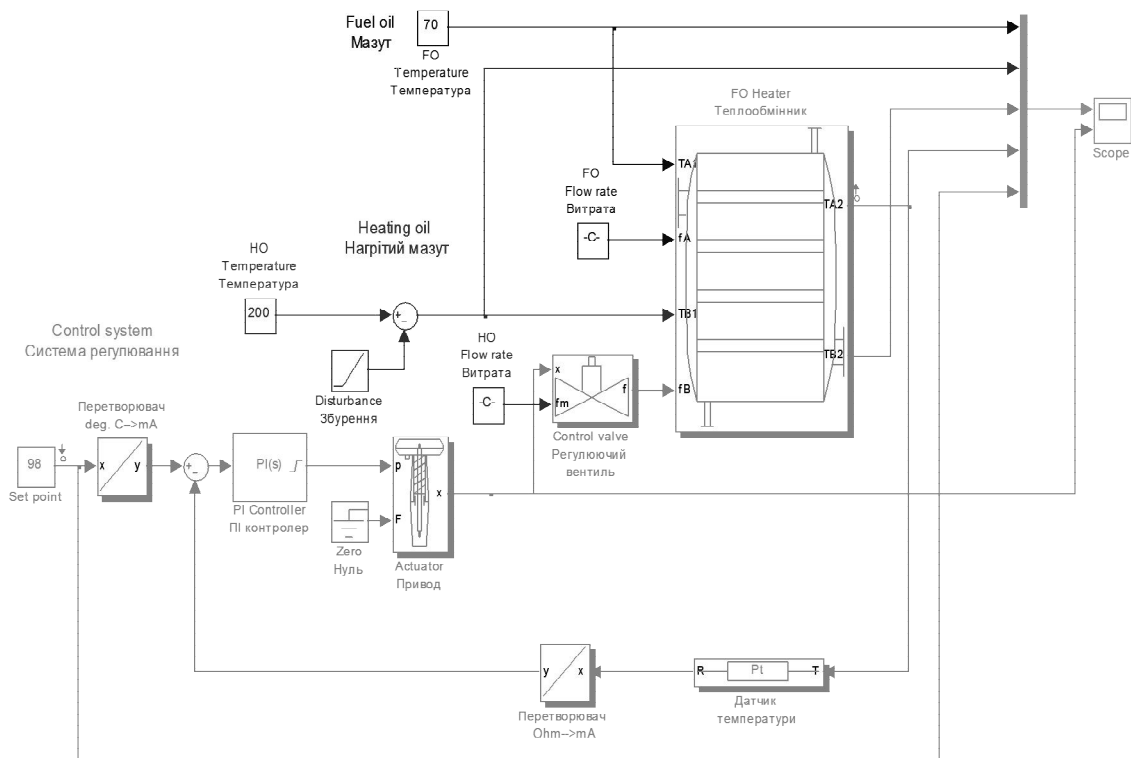 Fuel oil
Мазут
70
FO
Temperature
Температура
FO Heater
Теплообмінник
Scope
TA1
FO
Flow rate
Витрата
-C-
fA
TA2
Heating oil
Нагрітий мазут
HO
Temperature
Температура
200
+
–
TB1
TB2
Control system
Система регулювання
Disturbance
Збурення
HO
Flow rate
Витрата
-C-
x
fm
f
fB
Control valve
Регулюючий
вентиль
Перетворювач
deg. C-->mA
98
x
y
Set point
+
–
PI(s)
PI Controller
ПІ контролер
p
F
x
Zero
Нуль
Actuator
Привод
y
x
Перетворювач
Ohm-->mA
R
Pt
T
Датчик
температури